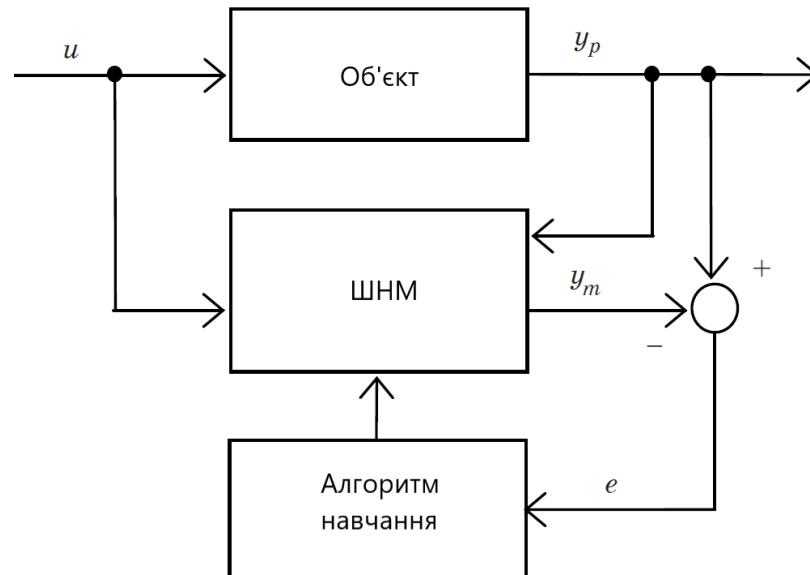 u
Об'єкт
y_p
ШНМ
y_m
+
−
Алгоритм
навчання
e